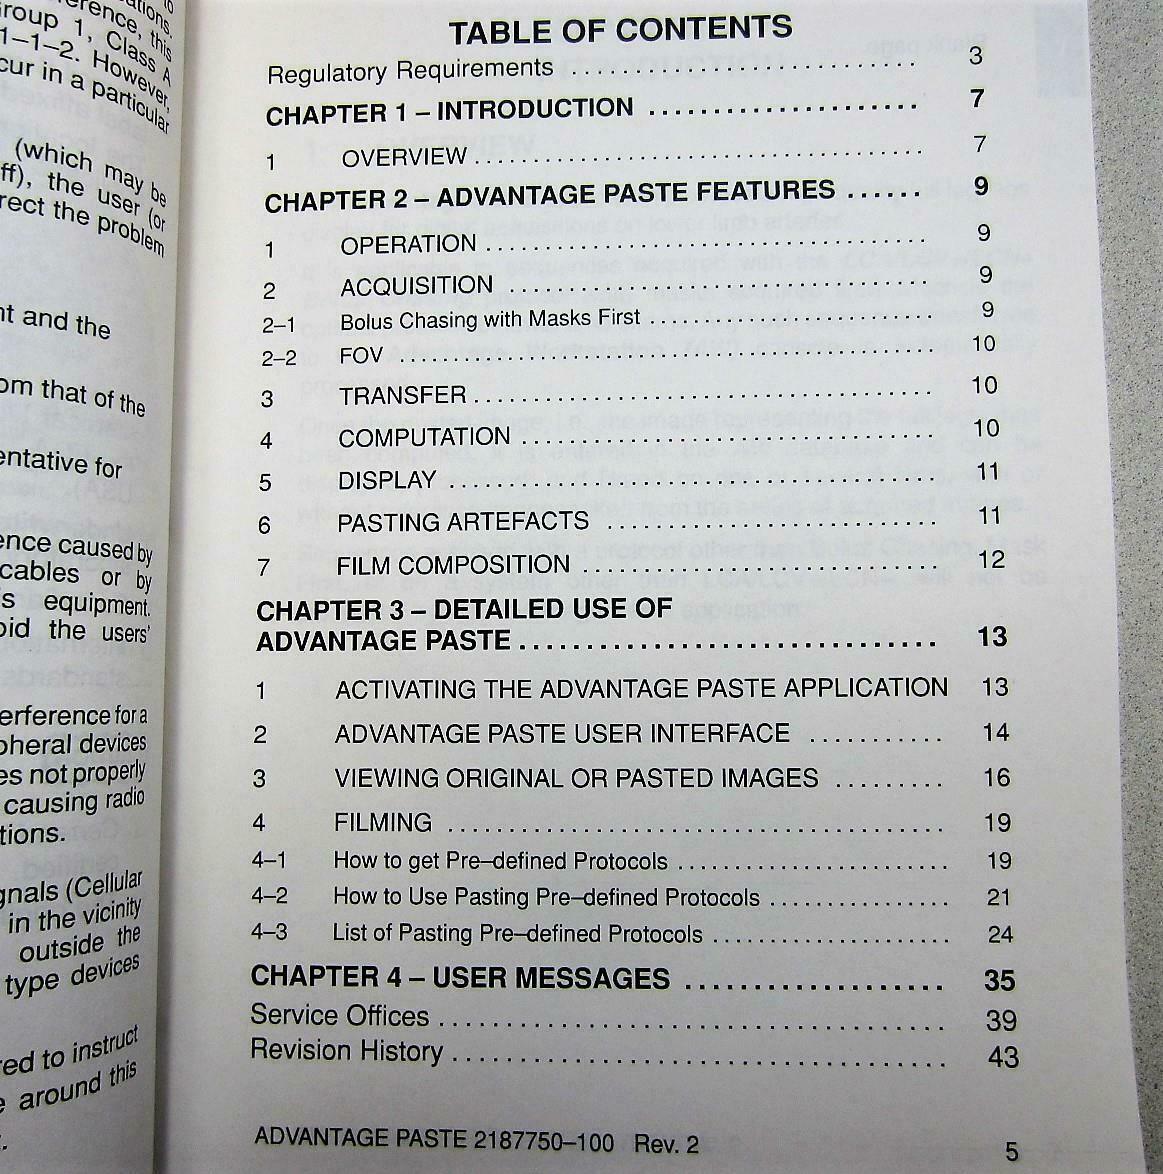 10
ations.
erence, this
Group 1, Class A
1–1–2. However,
cur in a particular
(which may be
ff), the user (or
rrect the problem
nt and the
om that of the
entative for
ence caused by
cables or by
s equipment.
oid the users'
erference for a
pheral devices
es not properly
causing radio
tions.
gnals (Cellular
in the vicinity
outside the
type devices
red to instruct
e around this
TABLE OF CONTENTS
Regulatory Requirements . . . . . . . . . . . . . . . . . . . . . . . . . . . 3
CHAPTER 1 – INTRODUCTION . . . . . . . . . . . . . . . . . . . . 7
1 OVERVIEW . . . . . . . . . . . . . . . . . . . . . . . . . . . . . . . . . . 7
CHAPTER 2 – ADVANTAGE PASTE FEATURES . . . . . . 9
1 OPERATION . . . . . . . . . . . . . . . . . . . . . . . . . . . . . . . . . 9
2 ACQUISITION . . . . . . . . . . . . . . . . . . . . . . . . . . . . . . . 9
2–1 Bolus Chasing with Masks First . . . . . . . . . . . . . . . . . . . . . 9
2–2 FOV . . . . . . . . . . . . . . . . . . . . . . . . . . . . . . . . . . . . . . . . 10
3 TRANSFER . . . . . . . . . . . . . . . . . . . . . . . . . . . . . . . . . . 10
4 COMPUTATION . . . . . . . . . . . . . . . . . . . . . . . . . . . . . . 10
5 DISPLAY . . . . . . . . . . . . . . . . . . . . . . . . . . . . . . . . . . . . 11
6 PASTING ARTEFACTS . . . . . . . . . . . . . . . . . . . . . . . . 11
7 FILM COMPOSITION . . . . . . . . . . . . . . . . . . . . . . . . . . 12
CHAPTER 3 – DETAILED USE OF
ADVANTAGE PASTE . . . . . . . . . . . . . . . . . . . . . . . . . . . . . . . 13
1 ACTIVATING THE ADVANTAGE PASTE APPLICATION 13
2 ADVANTAGE PASTE USER INTERFACE . . . . . . . . . . 14
3 VIEWING ORIGINAL OR PASTED IMAGES . . . . . . . . 16
4 FILMING . . . . . . . . . . . . . . . . . . . . . . . . . . . . . . . . . . . . 19
4–1 How to get Pre–defined Protocols . . . . . . . . . . . . . . . . . . . . 19
4–2 How to Use Pasting Pre–defined Protocols . . . . . . . . . . . . . 21
4–3 List of Pasting Pre–defined Protocols . . . . . . . . . . . . . . . . . . 24
CHAPTER 4 – USER MESSAGES . . . . . . . . . . . . . . . . . . . 35
Service Offices . . . . . . . . . . . . . . . . . . . . . . . . . . . . . . . . . . . . . . 39
Revision History . . . . . . . . . . . . . . . . . . . . . . . . . . . . . . . . . . . . . 43
ADVANTAGE PASTE 2187750–100 Rev. 2
5